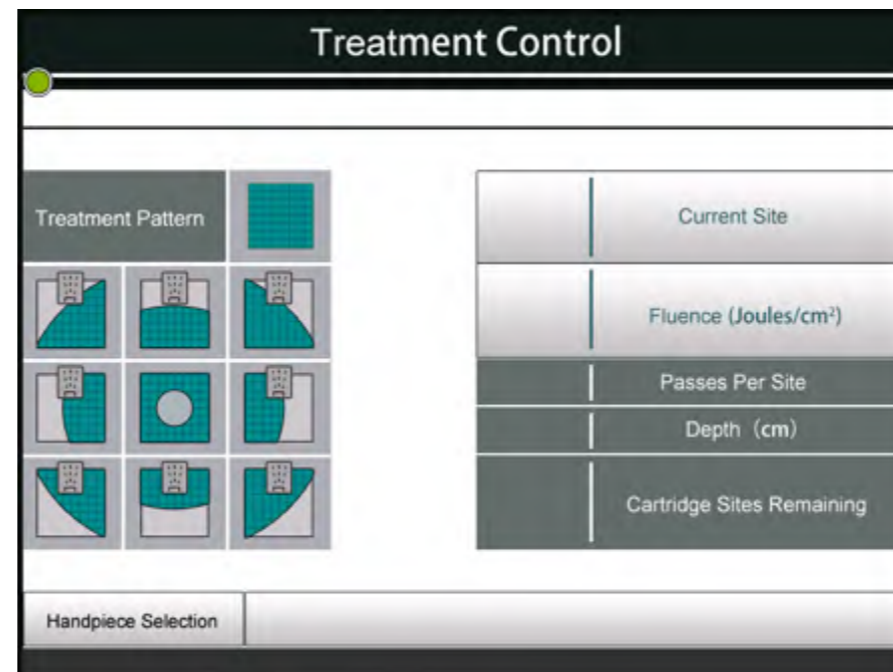 Treatment Control
Treatment Pattern
Current Site
Fluence (Joules/cm²)
Passes Per Site
Depth（cm）
Cartridge Sites Remaining
Handpiece Selection